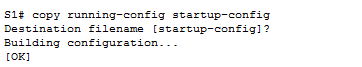 S1# copy running-config startup-config
Destination filename [startup-config]?
Building configuration...
[OK]